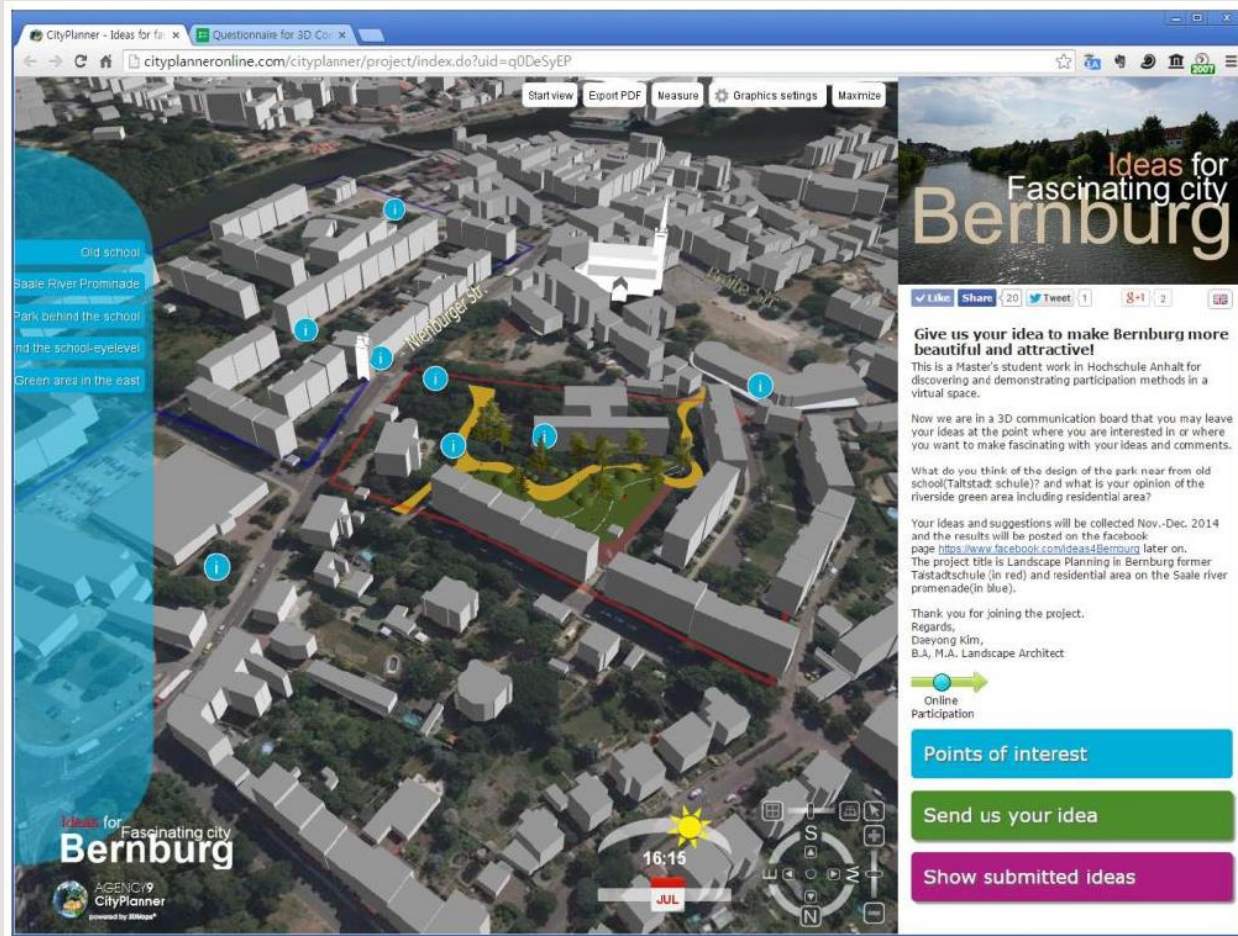 CityPlanner - Ideas for fa
Questionnaire for 3D Co
cityplanneronline.com/cityplanner/project/index.do?uid=q0DeSyEP
2007
Start view
Export PDF
Measure
Graphics setings
Maximize
Old school
Saale River Prominade
Park behind the school
nd the school-eyelevel
Green area in the east
Nienburger Str.
Breite Str.
Ideas for
Fascinating city
Bernburg
AGENCY9
CityPlanner
powered by 3DMaps®
16:15
JUL
S
E
W
N
Ideas for
Fascinating city
Bernburg
Like
Share
20
Tweet
1
g+1
2
Give us your idea to make Bernburg more
beautiful and attractive!
This is a Master's student work in Hochschule Anhalt for
discovering and demonstrating participation methods in a
virtual space.
Now we are in a 3D communication board that you may leave
your ideas at the point where you are interested in or where
you want to make fascinating with your ideas and comments.
What do you think of the design of the park near from old
school(Taltstadt schule)? and what is your opinion of the
riverside green area including residential area?
Your ideas and suggestions will be collected Nov.-Dec. 2014
and the results will be posted on the facebook
page https://www.facebook.com/ideas4Bernburg later on.
The project title is Landscape Planning in Bernburg former
Talstadtschule (in red) and residential area on the Saale river
promenade(in blue).
Thank you for joining the project.
Regards,
Daeyong Kim,
B.A, M.A. Landscape Architect
Online
Participation
Points of interest
Send us your idea
Show submitted ideas